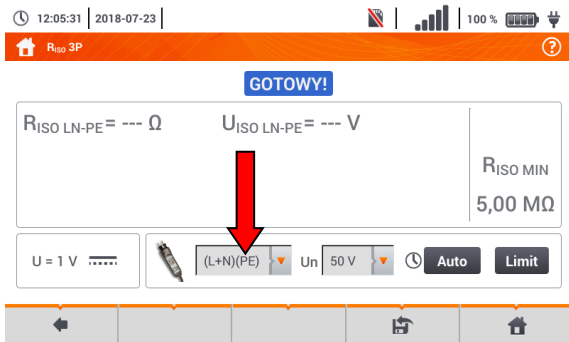 12:05:31 2018-07-23 100 %
RISO 3P ?
GOTOWY!
RISO LN-PE= --- Ω UISO LN-PE= --- V
RISO MIN
5,00 MΩ
U = 1 V (L+N)(PE) Un 50 V Auto Limit